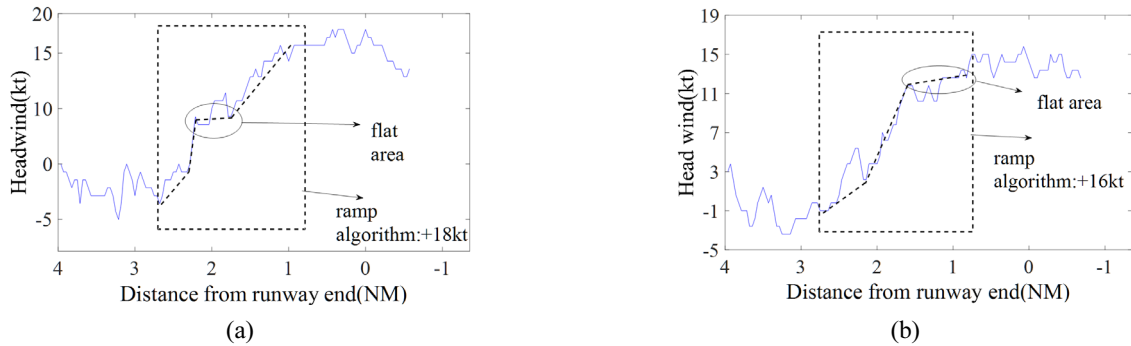 20
15
10
0
-5
Headwind(kt)
4
3
2
1
0
-1
Distance from runway end(NM)
flat
area
ramp
algorithm:+18kt
(a)
19
15
11
7
3
-1
-5
Head wind(kt)
4
3
2
1
0
-1
Distance from runway end(NM)
flat area
ramp
algorithm:+16kt
(b)